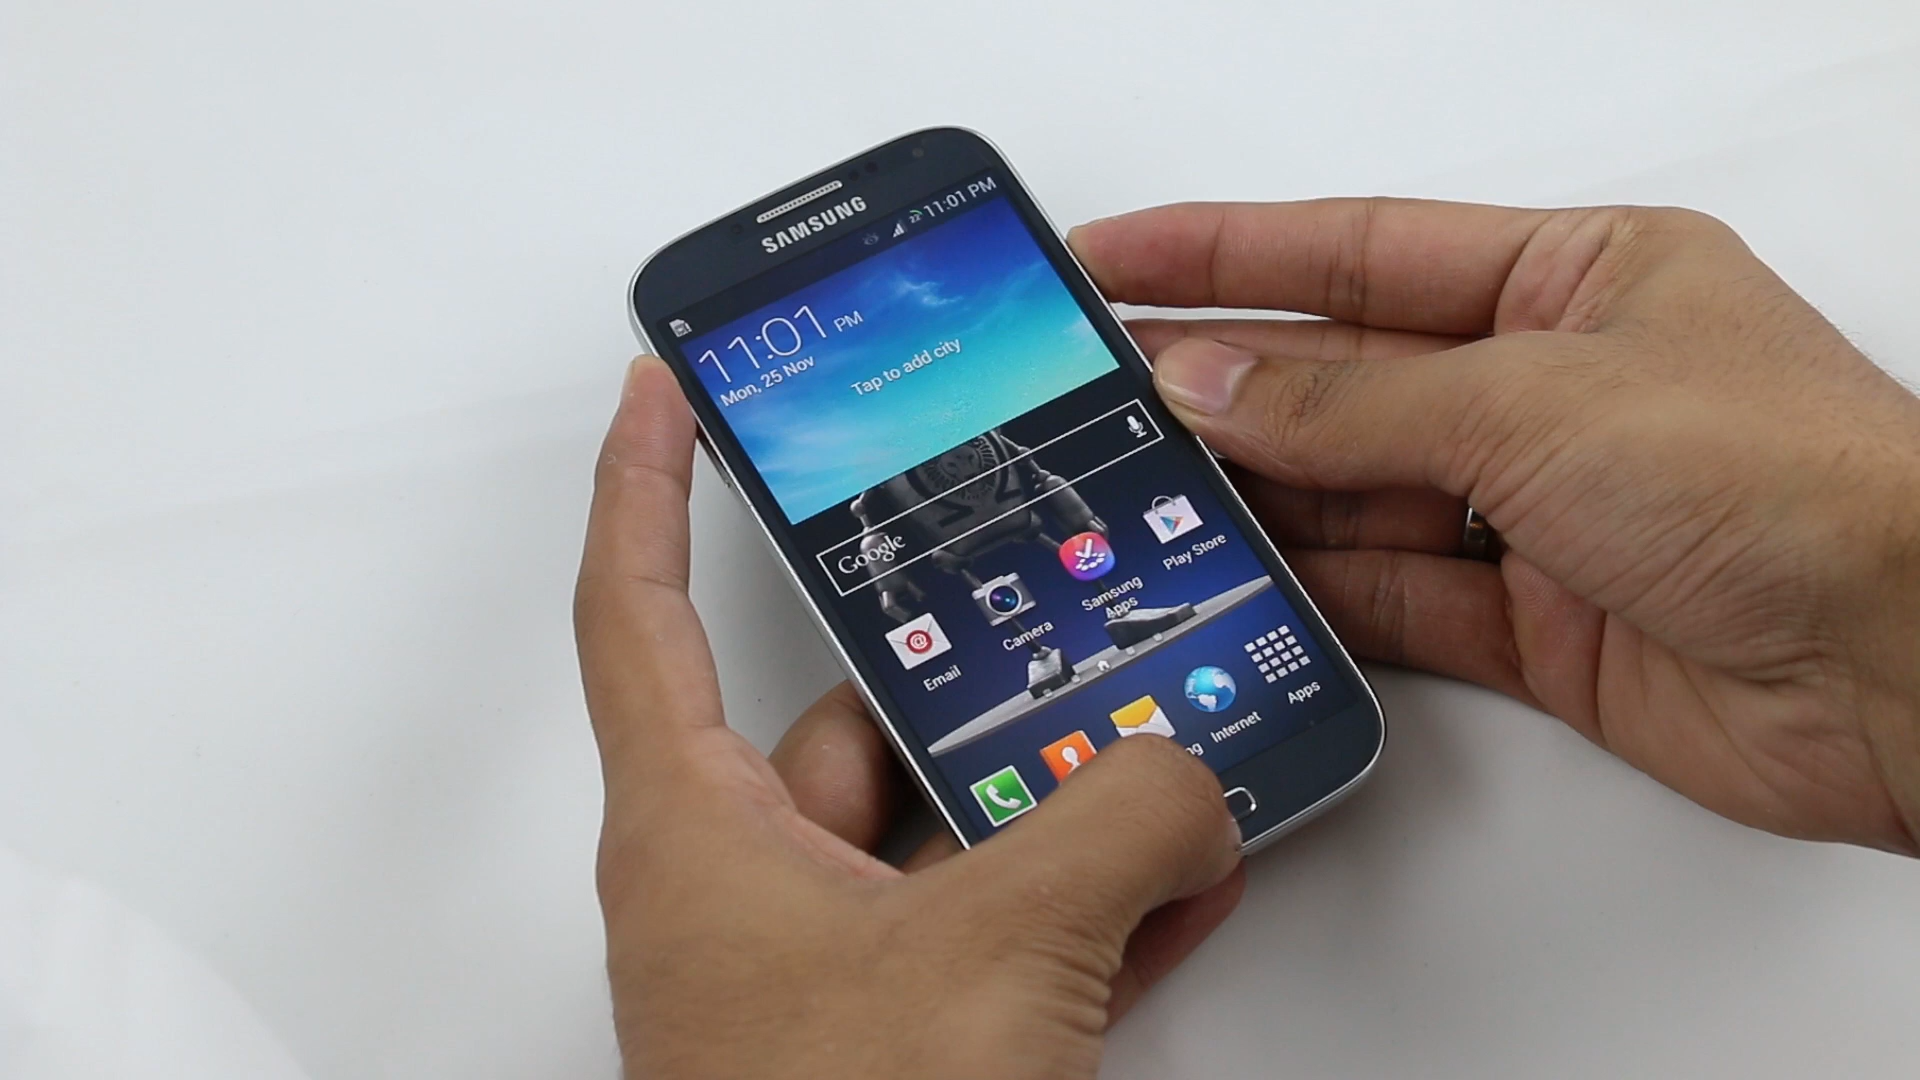 SAMSUNG
11:01 PM
11:01 PM
Mon, 25 Nov
Tap to add city
Google
Play Store
Samsung
Apps
Camera
Email
Apps
Internet
ng